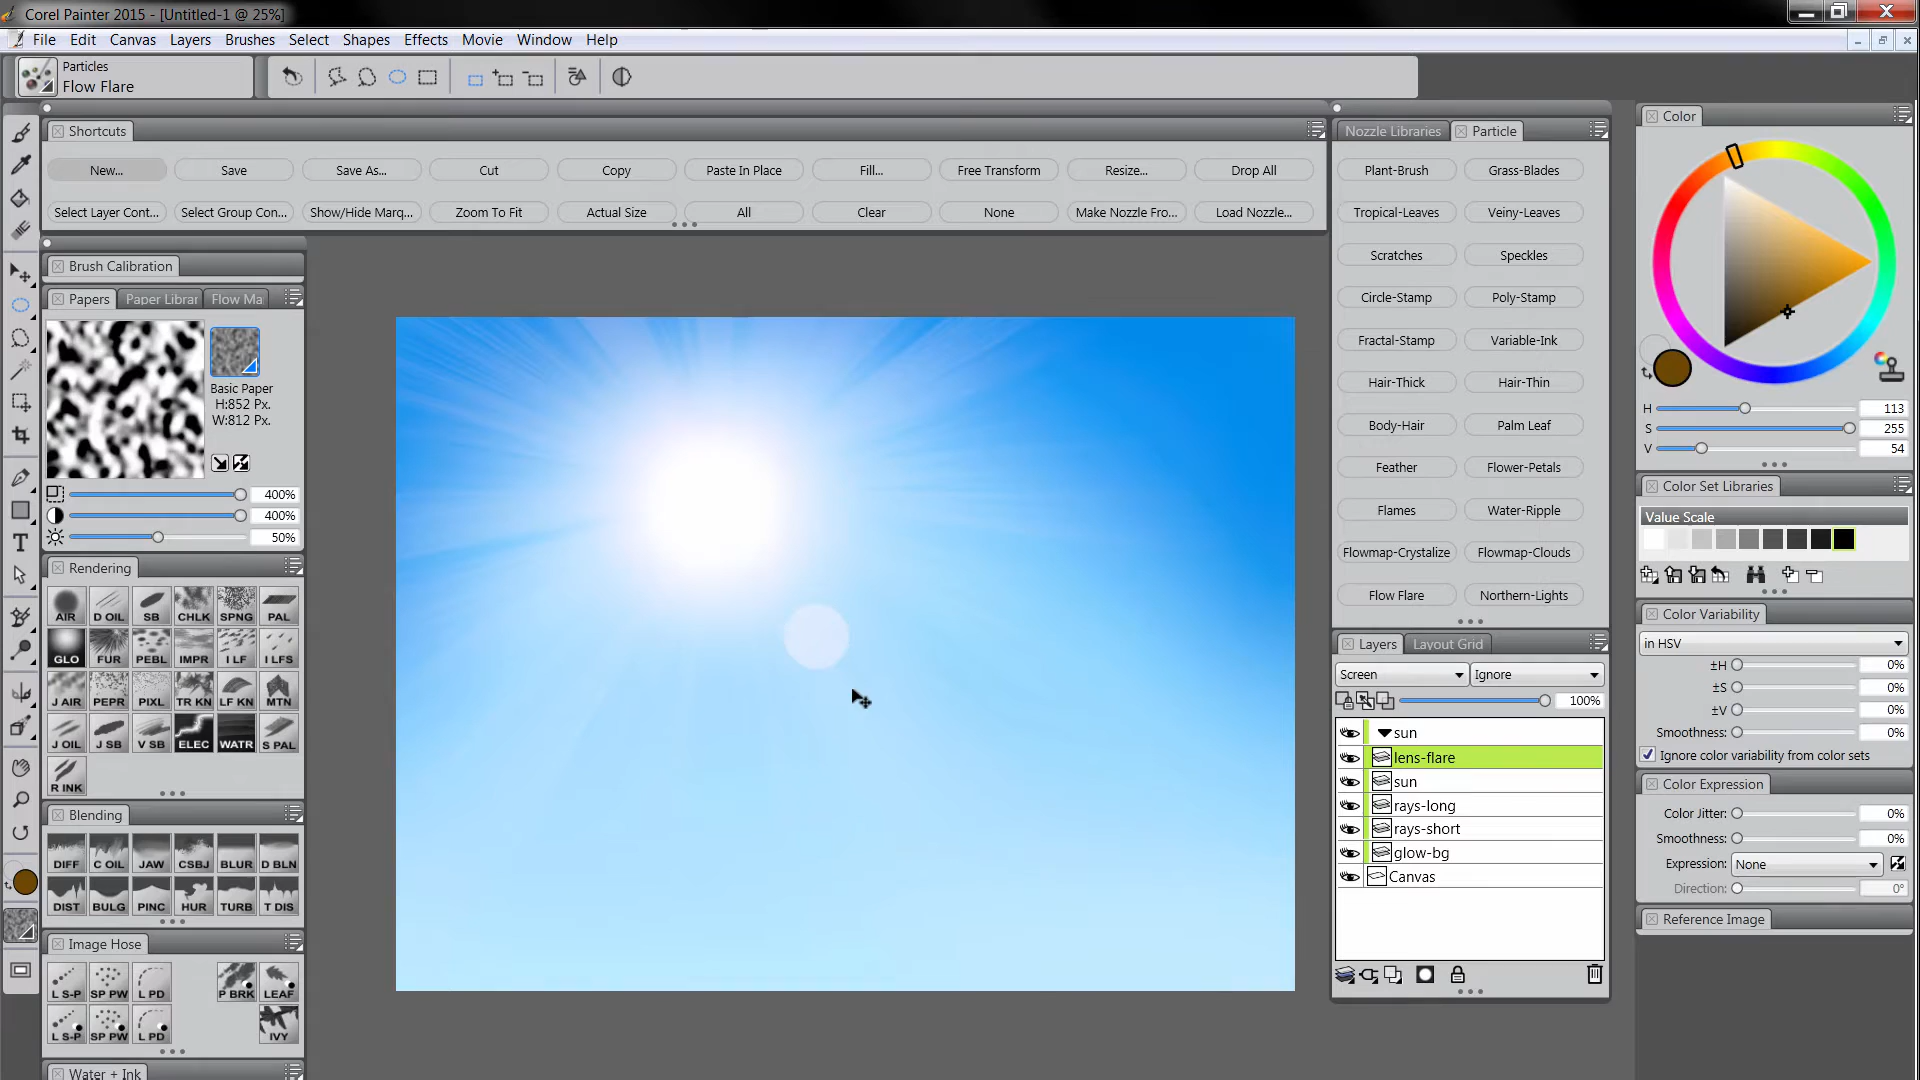 Corel Painter 2015 - [Untitled-1 @ 25%]
File Edit Canvas Layers Brushes Select Shapes Effects Movie Window Help
Particles
Flow Flare
Shortcuts
New... Save Save As... Cut Copy Paste In Place Fill... Free Transform Resize... Drop All
Select Layer Cont... Select Group Con... Show/Hide Marq... Zoom To Fit Actual Size All Clear None Make Nozzle Fro... Load Nozzle...
Brush Calibration
Papers Paper Librar Flow Ma
Basic Paper
H:852 Px.
W:812 Px.
400%
400%
50%
Rendering
AIR D OIL SB CHLK SPNG PAL
GLO FUR PEBL IMPR I LF I LFS
J AIR PEPR PIXL TR KN LF KN MTN
J OIL J SB V SB ELEC WATR S PAL
R INK
Blending
DIFF C OIL JAW CSBJ BLUR D BLN
DIST BULG PINC HUR TURB T DIS
Image Hose
L S-P SP PW L PD P BRK LEAF
L S-P SP PW L PD IVY
Water + Ink
Nozzle Libraries Particle
Plant-Brush Grass-Blades
Tropical-Leaves Veiny-Leaves
Scratches Speckles
Circle-Stamp Poly-Stamp
Fractal-Stamp Variable-Ink
Hair-Thick Hair-Thin
Body-Hair Palm Leaf
Feather Flower-Petals
Flames Water-Ripple
Flowmap-Crystalize Flowmap-Clouds
Flow Flare Northern-Lights
Layers Layout Grid
Screen Ignore
100%
sun
lens-flare
sun
rays-long
rays-short
glow-bg
Canvas
Color
H 113
S 255
V 54
Color Set Libraries
Value Scale
Color Variability
in HSV
±H 0%
±S 0%
±V 0%
Smoothness: 0%
Ignore color variability from color sets
Color Expression
Color Jitter: 0%
Smoothness: 0%
Expression: None
Direction: 0°
Reference Image